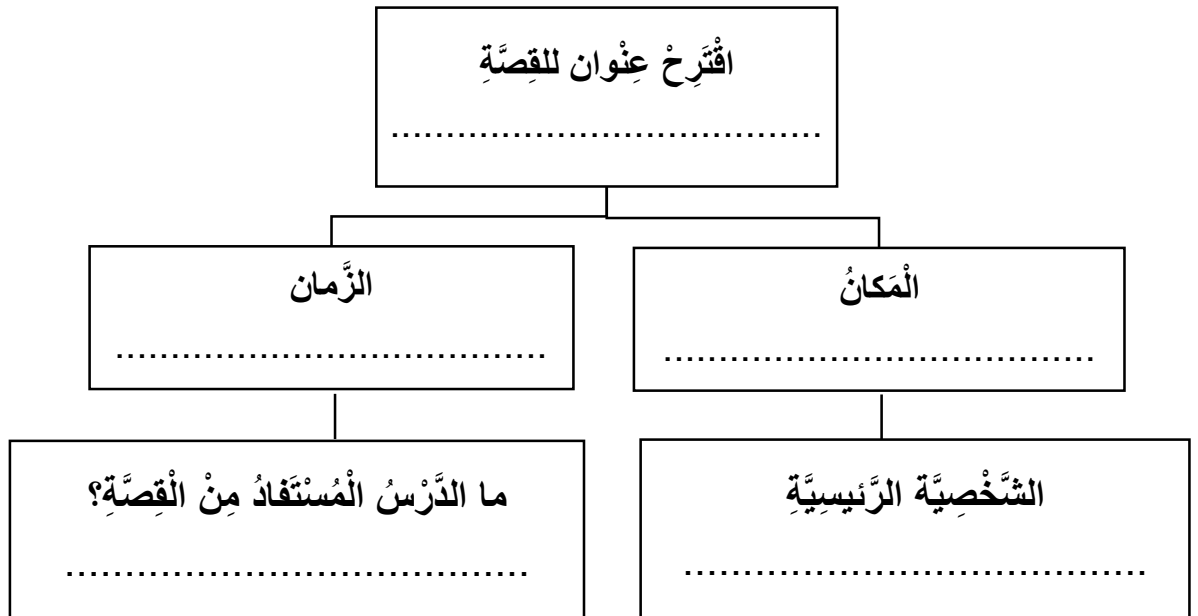 اقْتَرِحْ عِنْوان للقِصَّةِ
.......................................
الْمَكانُ
.......................................
الزَّمان
.......................................
الشَّخْصِيَّة الرَّئيسِيَّةِ
.......................................
ما الدَّرْسُ الْمُسْتَفادُ مِنْ الْقِصَّةِ؟
.......................................